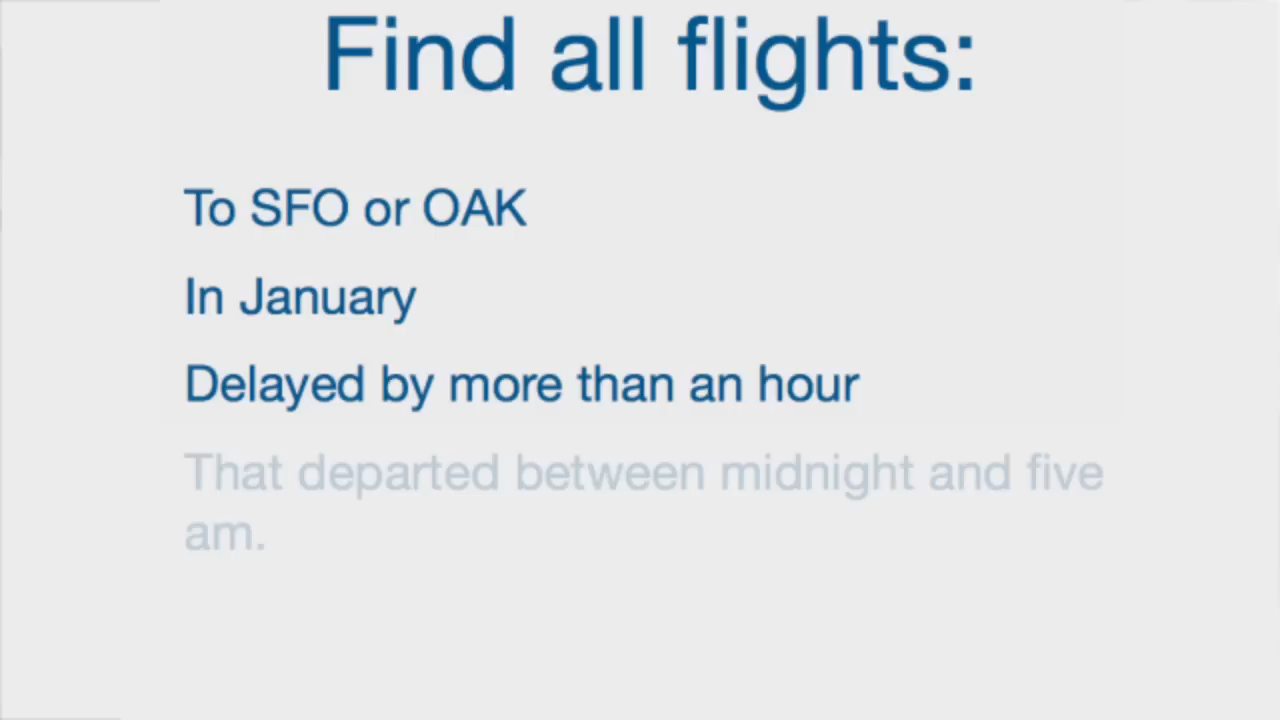 Find all flights:
To SFO or OAK
In January
Delayed by more than an hour
That departed between midnight and five
am.